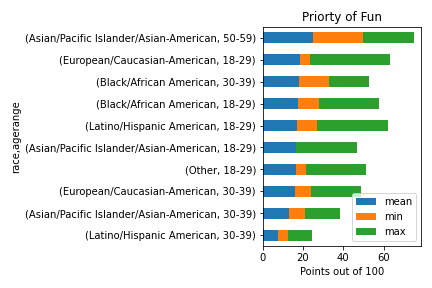 Priorty of Fun
race,agerange
(Asian/Pacific Islander/Asian-American, 50-59)
(European/Caucasian-American, 18-29)
(Black/African American, 30-39)
(Black/African American, 18-29)
(Latino/Hispanic American, 18-29)
(Asian/Pacific Islander/Asian-American, 18-29)
(Other, 18-29)
(European/Caucasian-American, 30-39)
(Asian/Pacific Islander/Asian-American, 30-39)
(Latino/Hispanic American, 30-39)
mean
min
max
0 20 40 60
Points out of 100